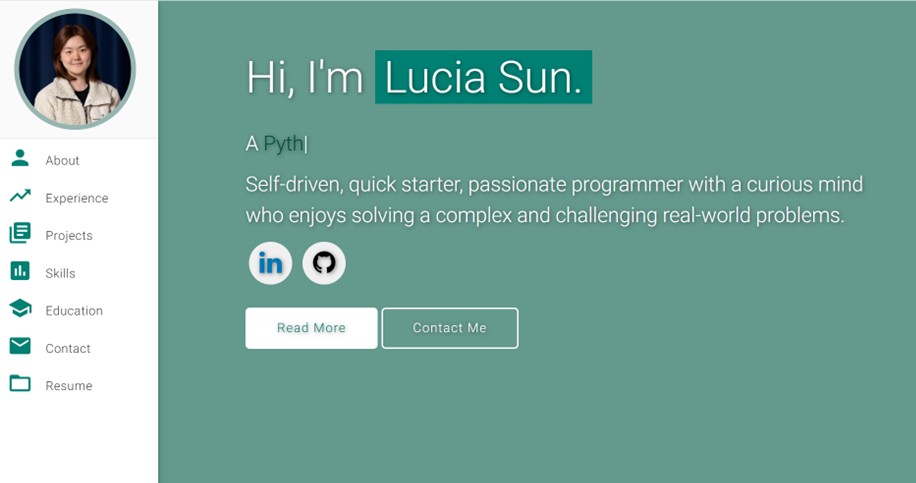 Hi, I'm Lucia Sun.
A Pyth|
Self-driven, quick starter, passionate programmer with a curious mind
who enjoys solving a complex and challenging real-world problems.
in
Read More
Contact Me
About
Experience
Projects
Skills
Education
Contact
Resume